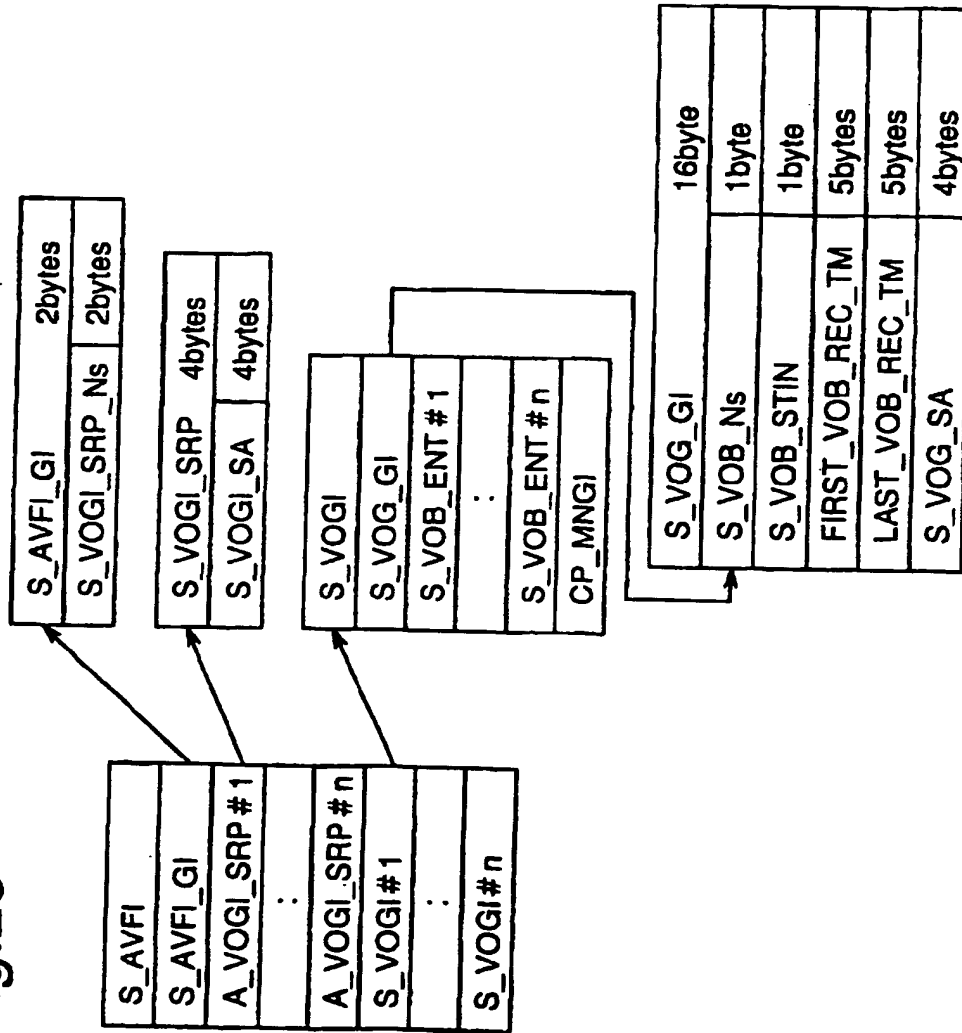 S_AVFI
S_AVFI_GI
A_VOGI_SRP#1
:
A_VOGI_SRP#n
S_VOGI#1
:
S_VOGI#n
S_AVFI_GI 2bytes
S_VOGI_SRP_Ns 2bytes
S_VOGI_SRP 4bytes
S_VOGI_SA 4bytes
S_VOGI
S_VOG_GI
S_VOB_ENT#1
:
S_VOB_ENT#n
CP_MNGI
S_VOG_GI 16byte
S_VOB_Ns 1byte
S_VOB_STIN 1byte
FIRST_VOB_REC_TM 5bytes
LAST_VOB_REC_TM 5bytes
S_VOG_SA 4bytes